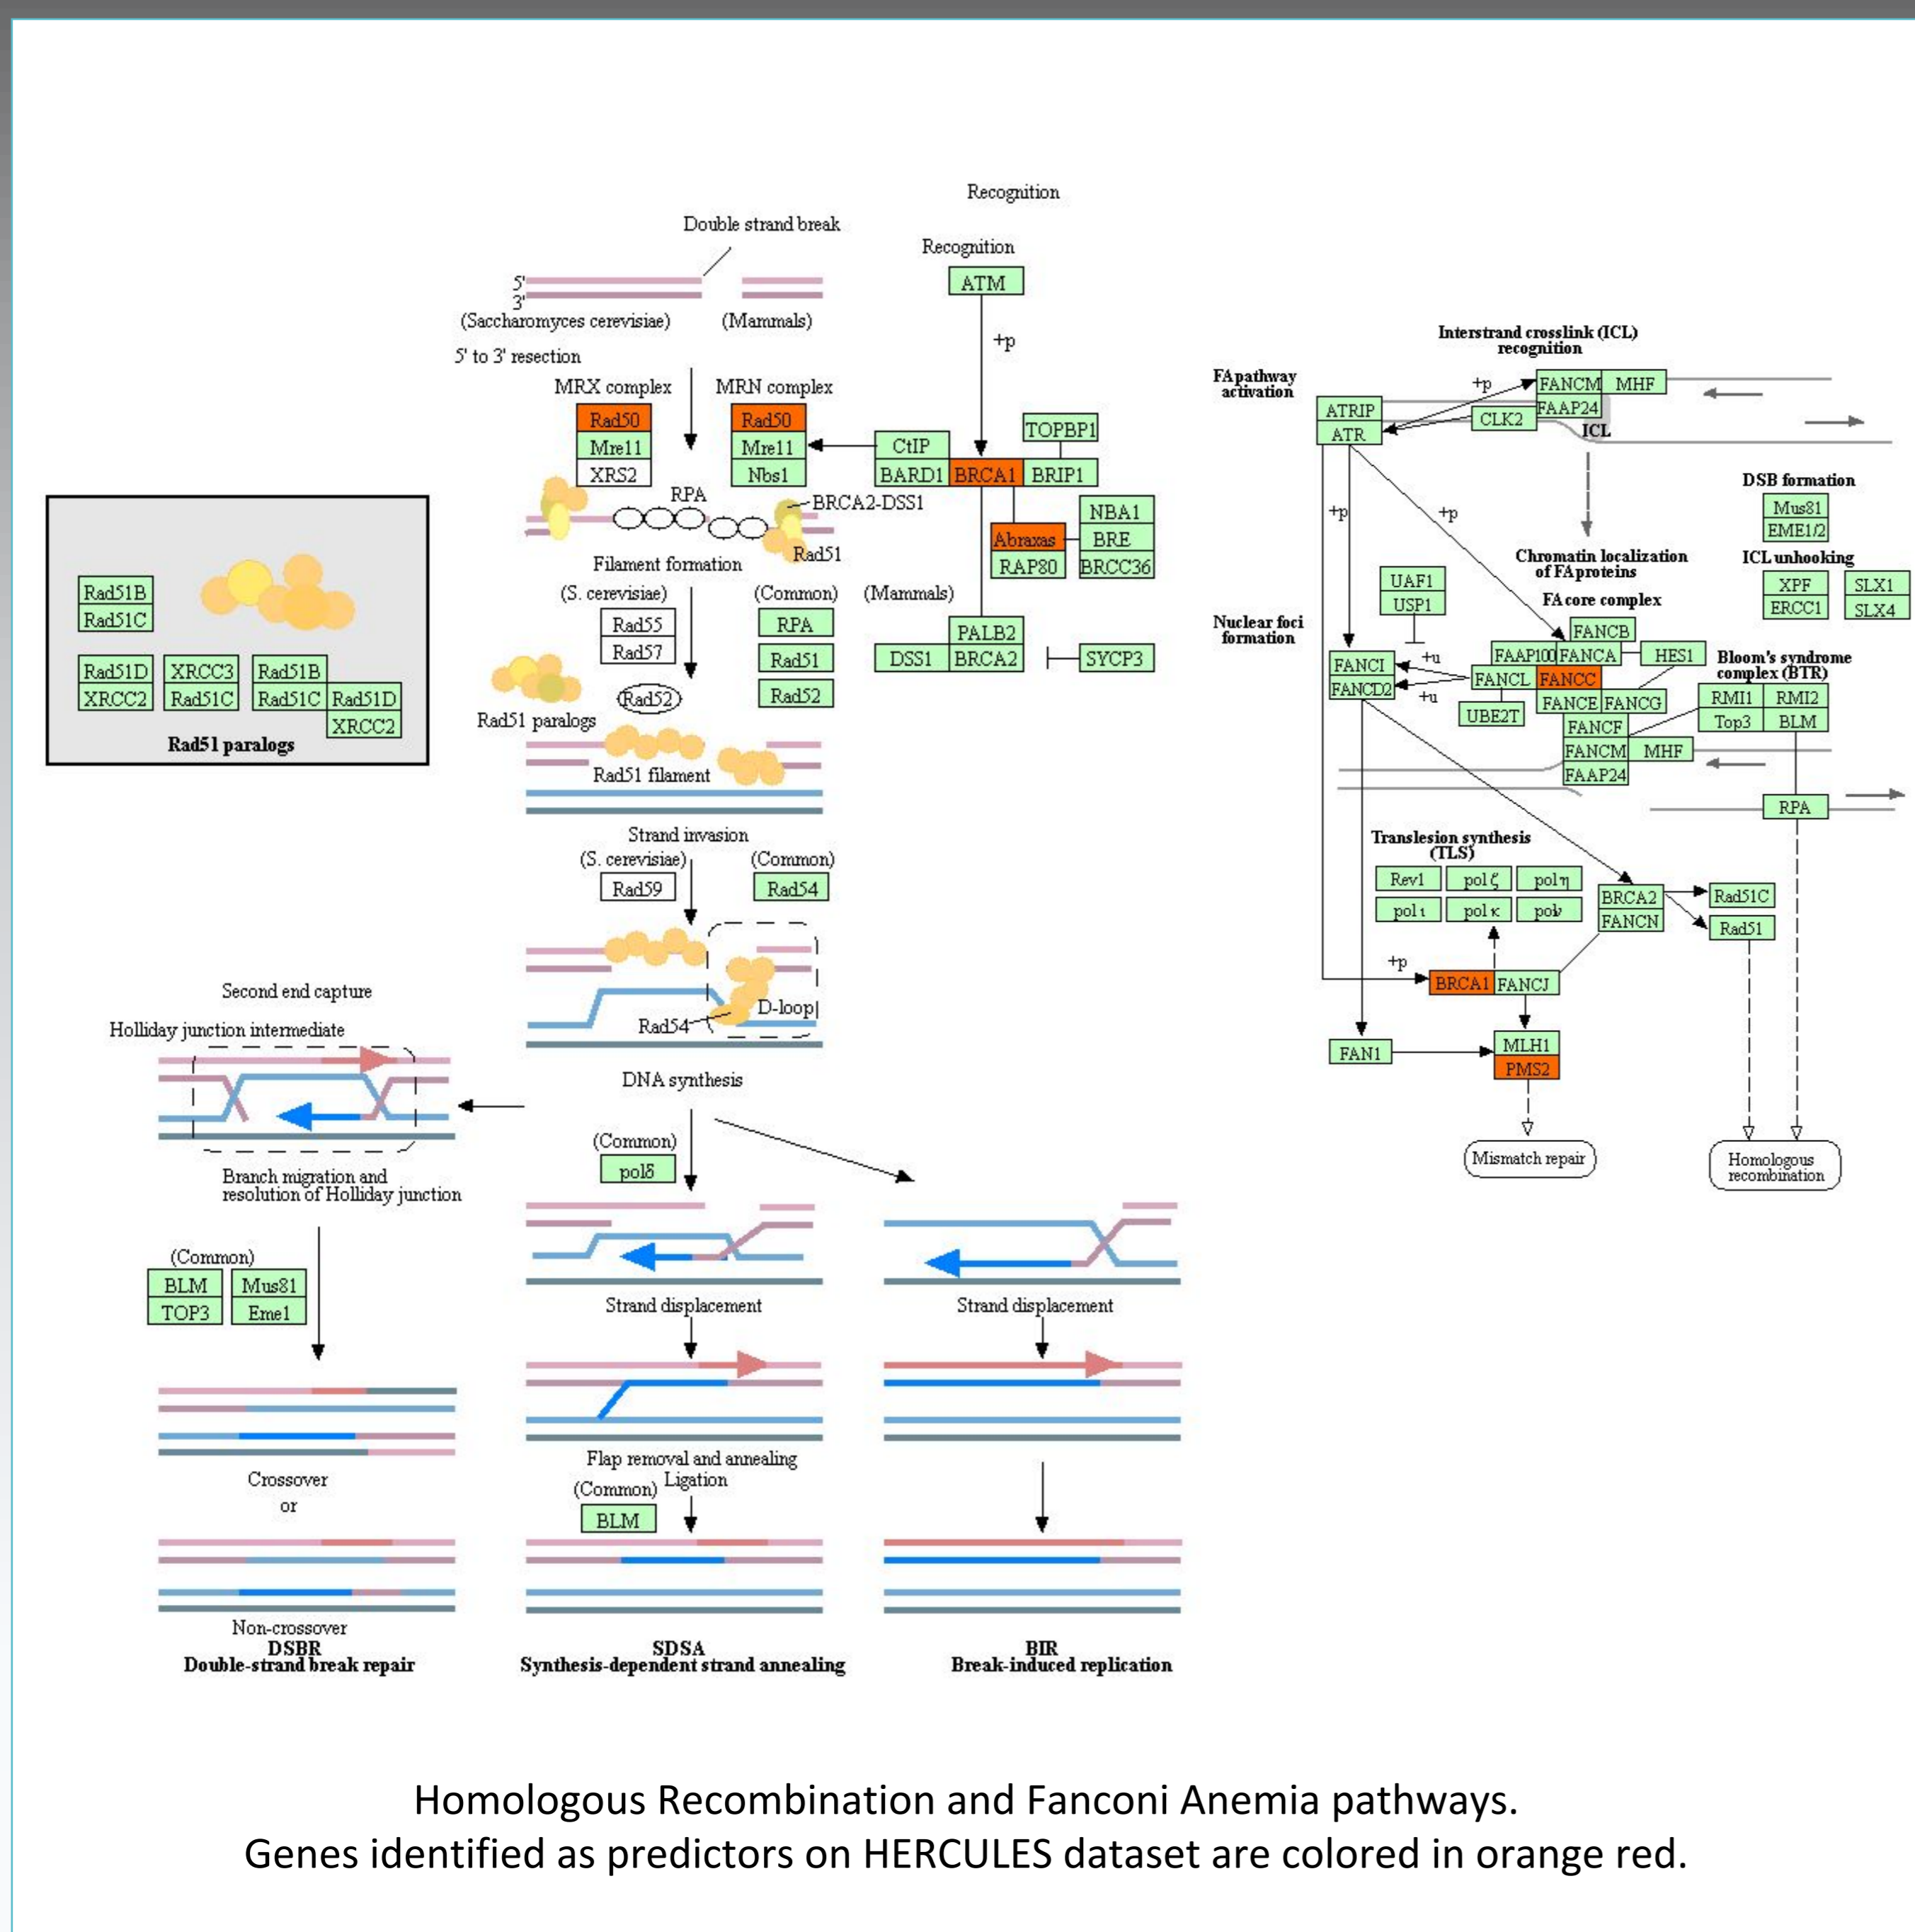 Recognition
Double strand break
Recognition
ATM
5'
3'
(Saccharomyces cerevisiae)
(Mammals)
+p
5' to 3' resection
MRX complex
MRN complex
Rad50
Rad50
TOPBP1
Mre11
Mre11
CtIP
XRS2
Nbs1
BARD1
BRCA1
BRIP1
RPA
BRCA2-DSS1
NBA1
Abraxas
BRE
Rad51
RAP80
BRCC36
Filament formation
(S. cerevisiae)
(Common)
(Mammals)
Rad55
RPA
PALB2
Rad57
Rad51
DSS1
BRCA2
SYCP3
Rad52
Rad52
Rad51 paralogs
Rad51 filament
Rad51B
Rad51C
Rad51D
XRCC3
Rad51B
XRCC2
Rad51C
Rad51C
Rad51D
XRCC2
Rad51 paralogs
Strand invasion
(S. cerevisiae)
(Common)
Rad59
Rad54
D-loop
Rad54
Second end capture
Holliday junction intermediate
DNA synthesis
(Common)
polδ
Branch migration and
resolution of Holliday junction
(Common)
BLM
Mus81
TOP3
Eme1
Strand displacement
Strand displacement
Flap removal and annealing
Ligation
(Common)
BLM
Crossover
or
Non-crossover
DSBR
Double-strand break repair
SDSA
Synthesis-dependent strand annealing
BIR
Break-induced replication
Interstrand crosslink (ICL)
recognition
FA pathway
activation
+p
FANCM
MHF
ATRIP
FAAP24
CLK2
ATR
ICL
DSB formation
Mus81
EME1/2
+p
+p
Chromatin localization
of FA proteins
ICL unhooking
XPF
SLX1
ERCC1
SLX4
UAF1
USP1
FA core complex
Nuclear foci
formation
FANCB
FAAP100
FANCA
HES1
Bloom's syndrome
complex (BTR)
FANCI
+u
FANCL
FANCC
FANCD2
+u
RMI1
RMI2
FANCE
FANCG
UBE2T
Top3
BLM
FANCF
FANCM
MHF
FAAP24
RPA
Translesion synthesis
(TLS)
Rev1
pol ζ
pol η
pol ι
pol κ
polν
BRCA2
FANCN
Rad51C
Rad51
+p
BRCA1
FANCJ
FAN1
MLH1
PMS2
Mismatch repair
Homologous
recombination
Homologous Recombination and Fanconi Anemia pathways.
Genes identified as predictors on HERCULES dataset are colored in orange red.